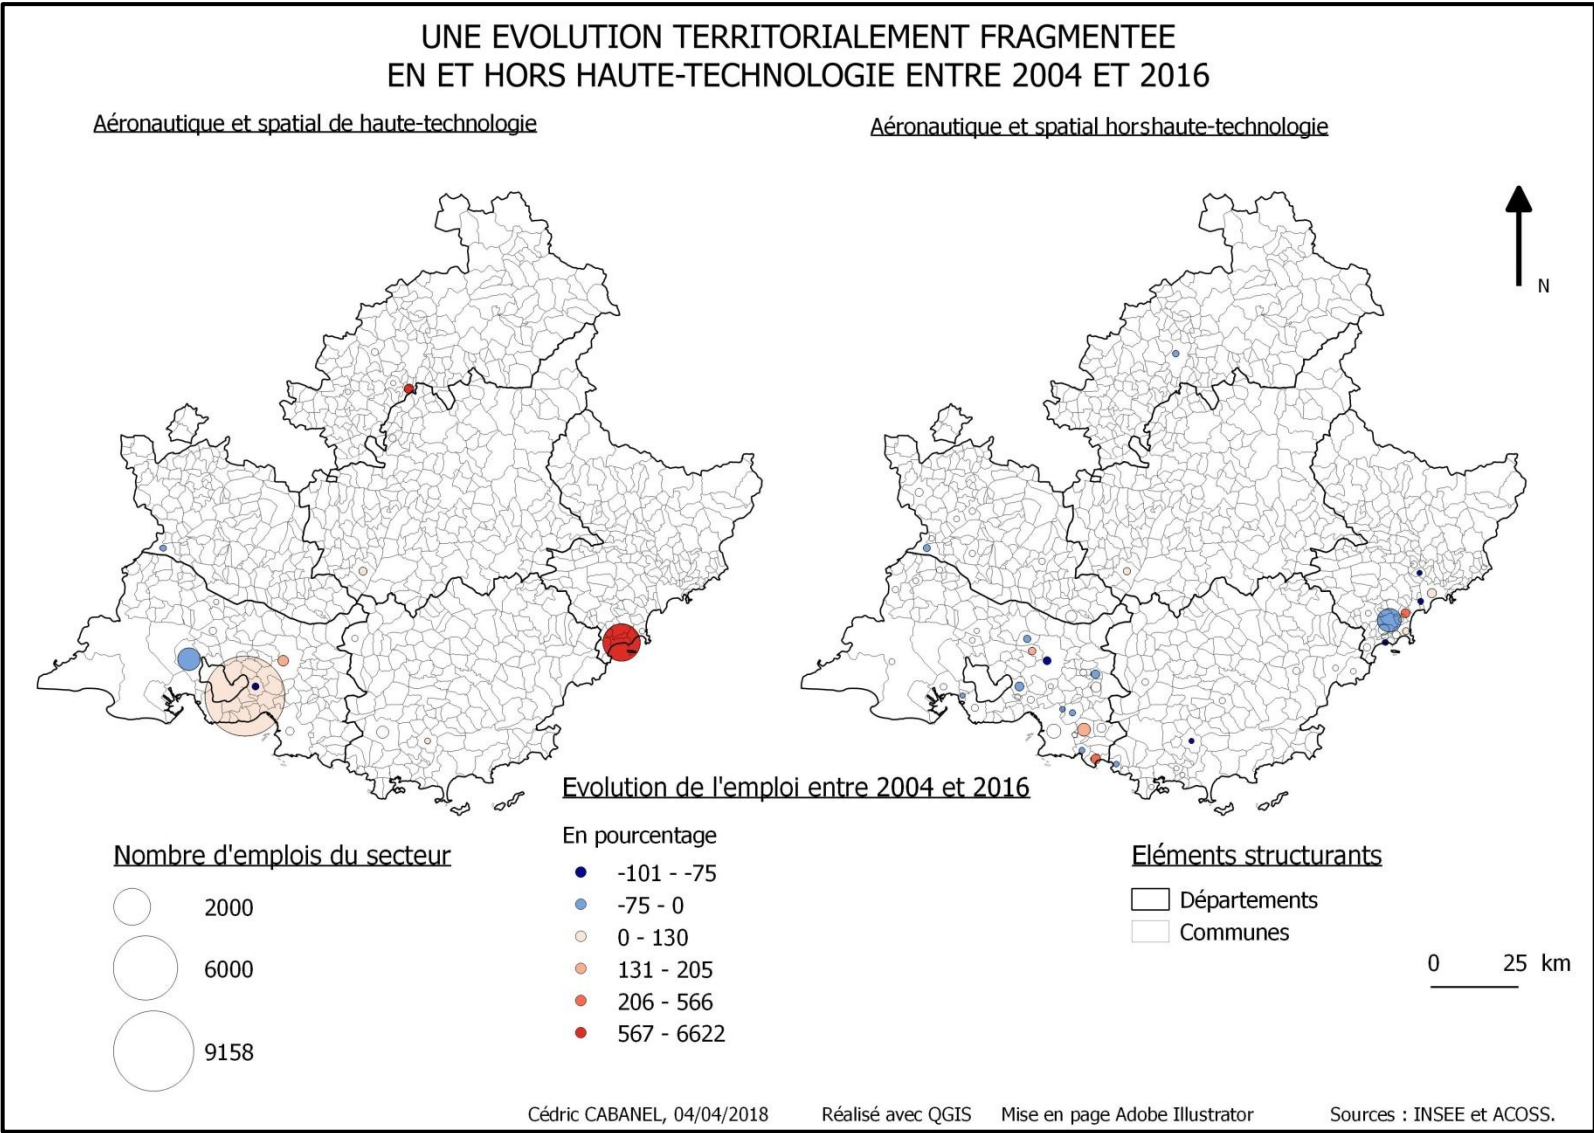 UNE EVOLUTION TERRITORIALEMENT FRAGMENTEE
EN ET HORS HAUTE-TECHNOLOGIE ENTRE 2004 ET 2016
Aéronautique et spatial de haute-technologie
Aéronautique et spatial horshaute-technologie
N
Evolution de l'emploi entre 2004 et 2016
En pourcentage
-101 - -75
-75 - 0
0 - 130
131 - 205
206 - 566
567 - 6622
Nombre d'emplois du secteur
2000
6000
9158
Eléments structurants
Départements
Communes
0 25 km
Cédric CABANEL, 04/04/2018 Réalisé avec QGIS Mise en page Adobe Illustrator Sources : INSEE et ACOSS.